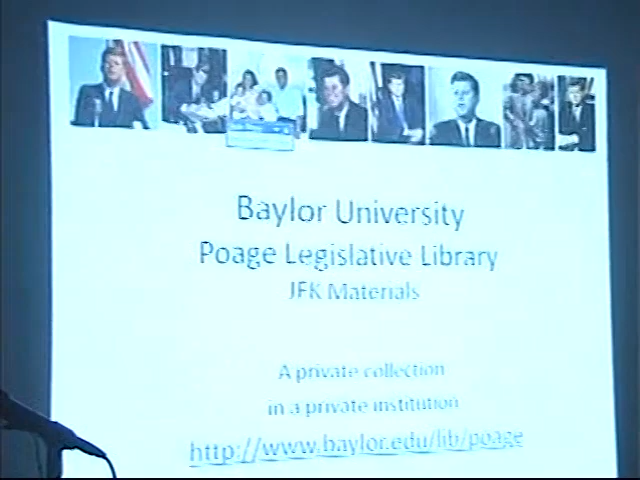 Baylor University
Poage Legislative Library
JFK Materials
A private collection
in a private institution
http://www.baylor.edu/lib/poage